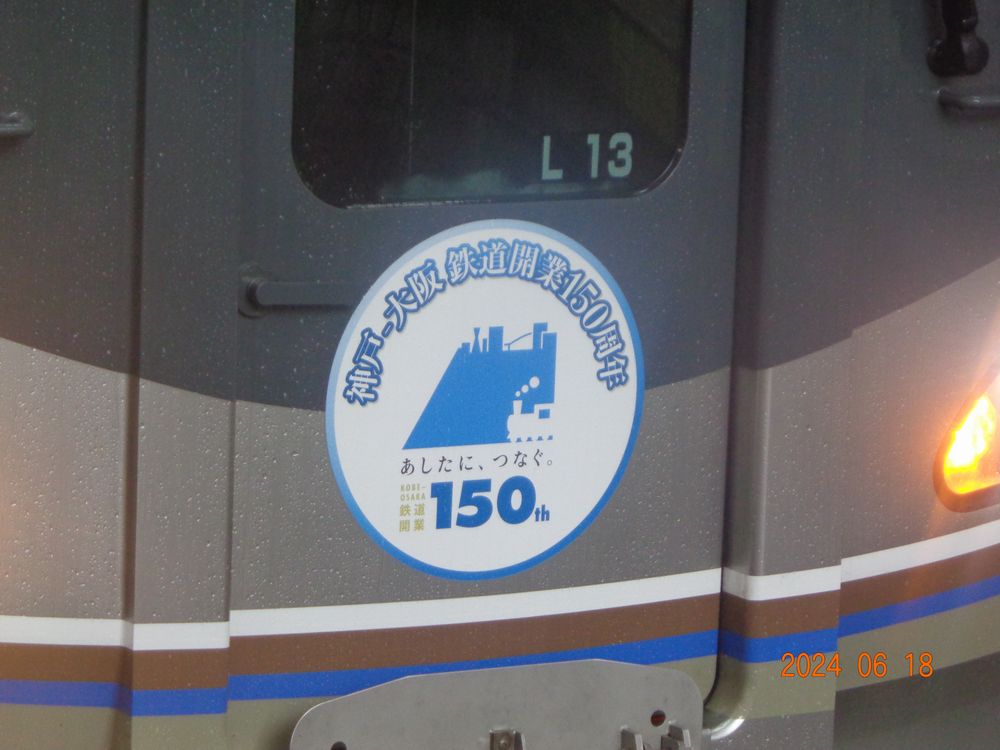 L 13
神戸-大阪 鉄道開業150周年
あしたに、つなぐ。
KOBE-
OSAKA
鉄道
開業
150th
2024 06 18